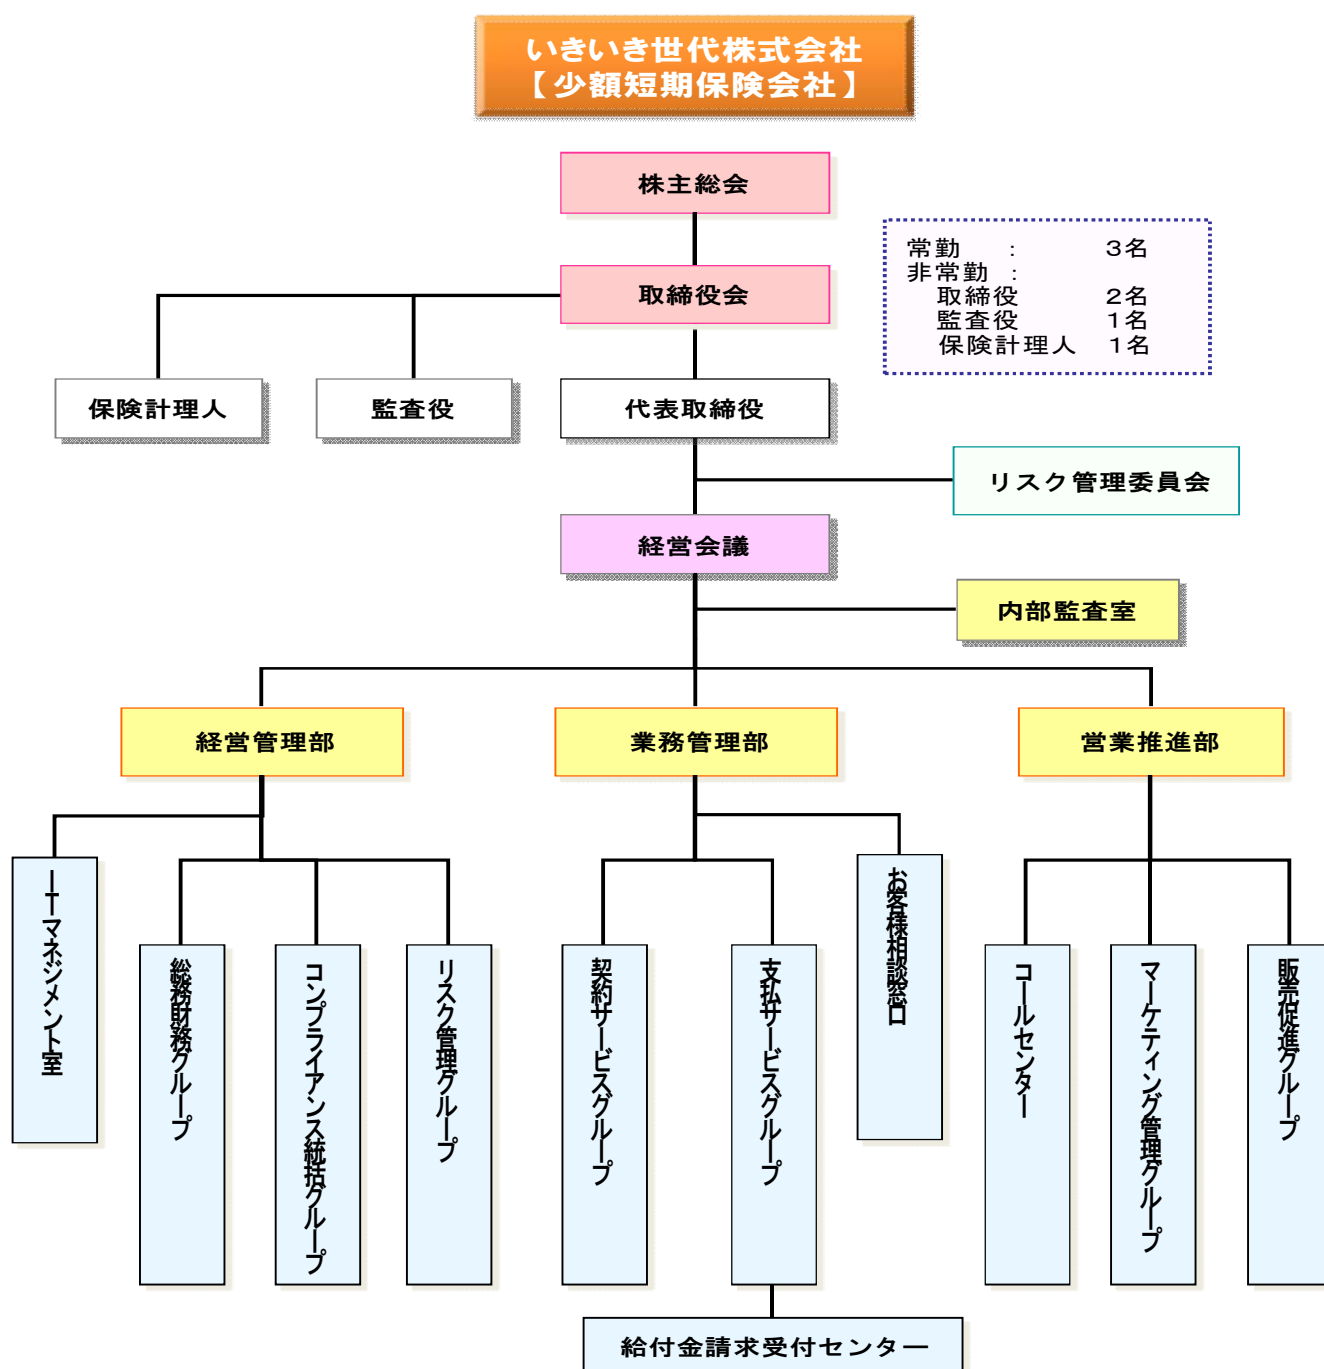 いきいき世代株式会社
【少額短期保険会社】
株主総会
常勤 : 3名
非常勤 :
取締役 2名
監査役 1名
保険計理人 1名
取締役会
保険計理人
監査役
代表取締役
リスク管理委員会
経営会議
内部監査室
経営管理部
業務管理部
営業推進部
ITマネジメント室
総務財務グループ
コンプライアンス統括グループ
リスク管理グループ
契約サービスグループ
支払サービスグループ
お客様相談窓口
コールセンター
マーケティング管理グループ
販売促進グループ
給付金請求受付センター